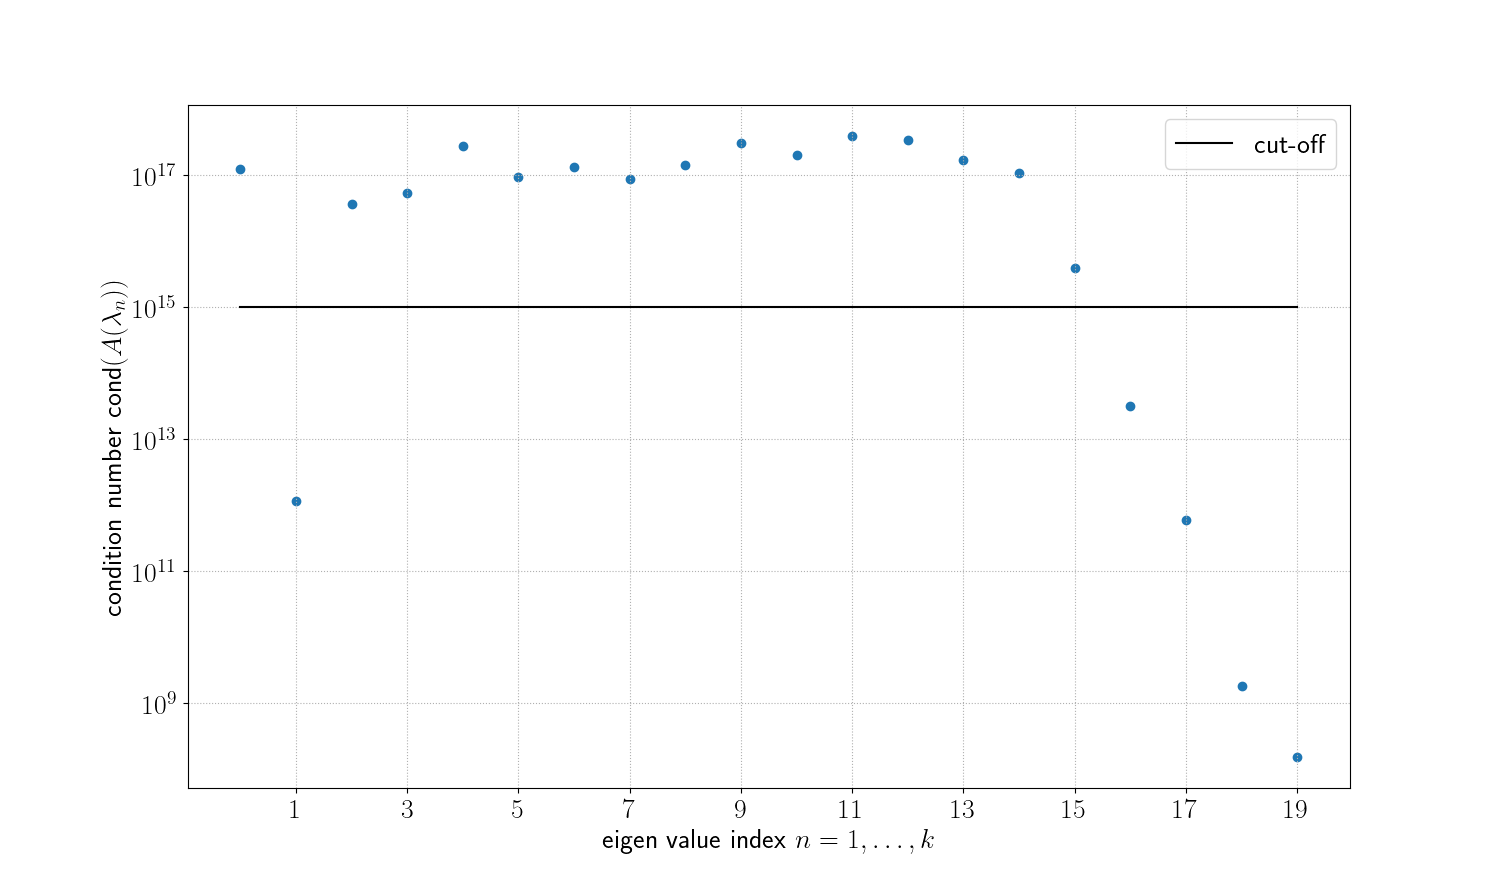 cut-off
10^17
10^15
10^13
10^11
10^9
condition number cond(A(λ_n))
1 3 5 7 9 11 13 15 17 19
eigen value index n = 1, . . . , k